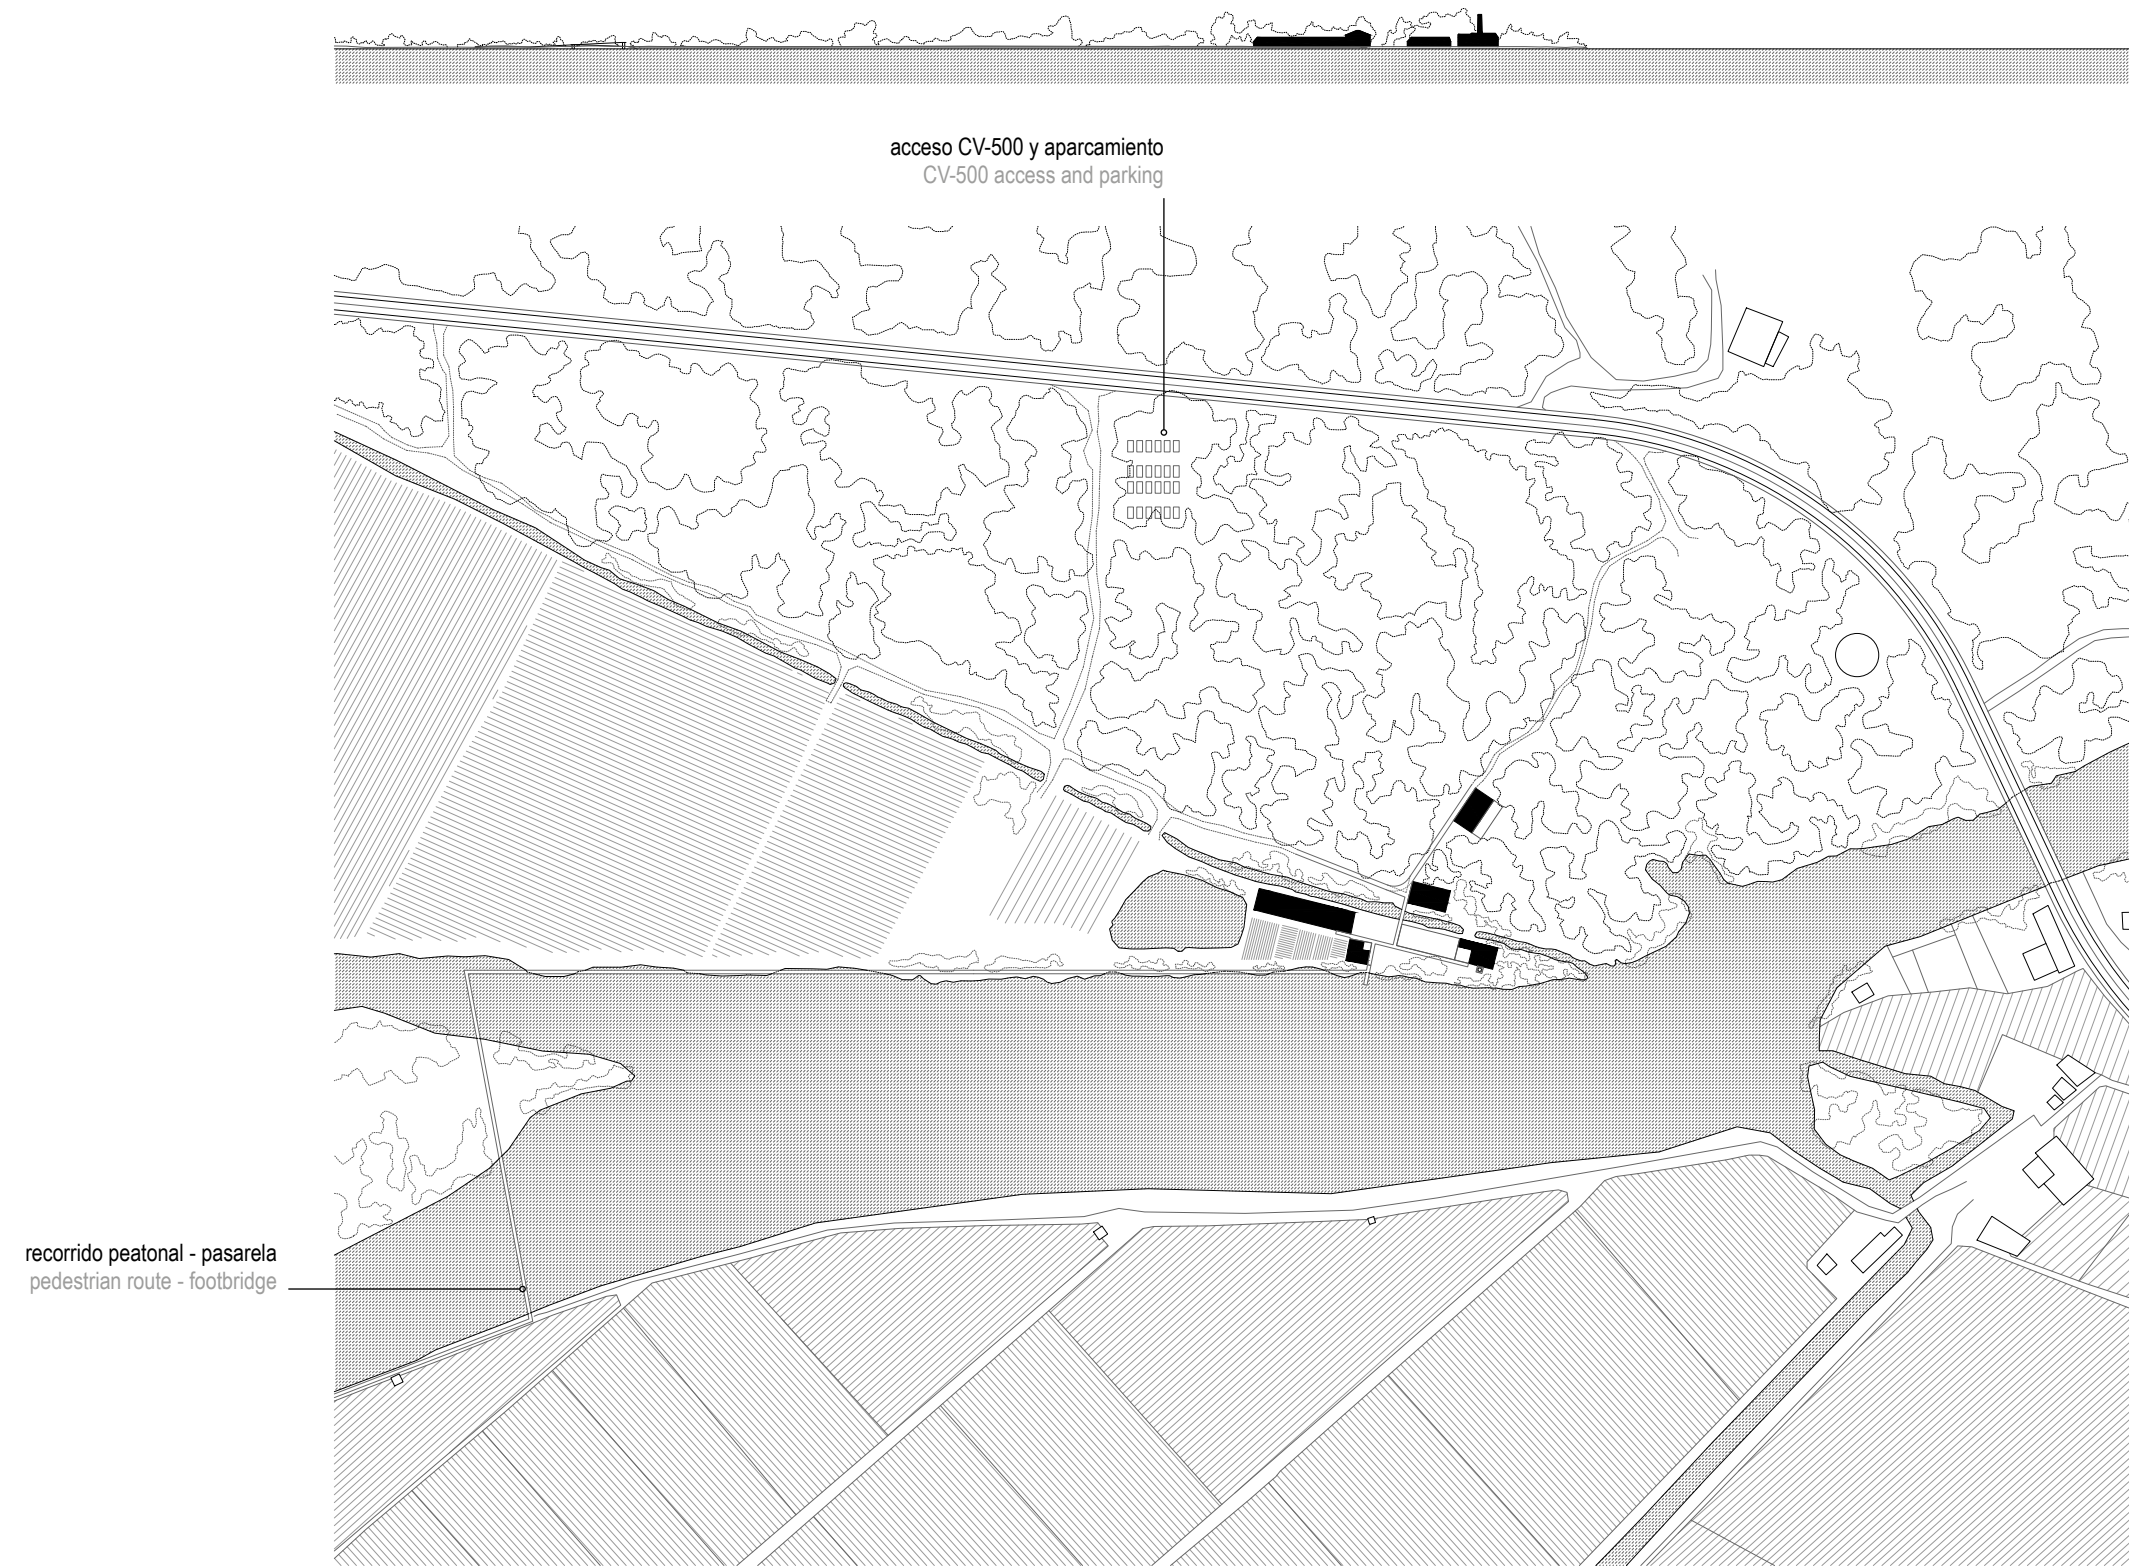 acceso CV-500 y aparcamiento
CV-500 access and parking
recorrido peatonal - pasarela
pedestrian route - footbridge